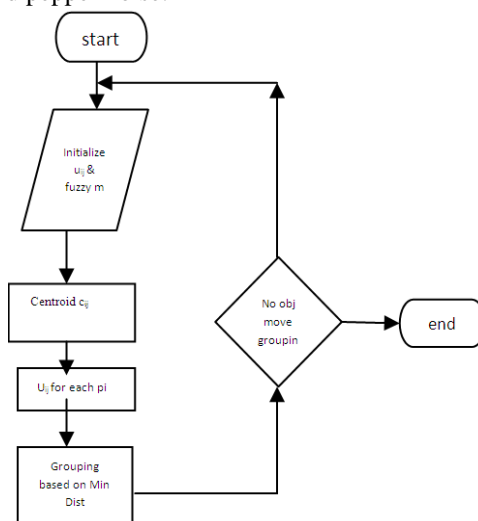 start
Initialize
uij &
fuzzy m
Centroid cij
No obj
move
groupin
end
Uij for each pi
Grouping
based on Min
Dist